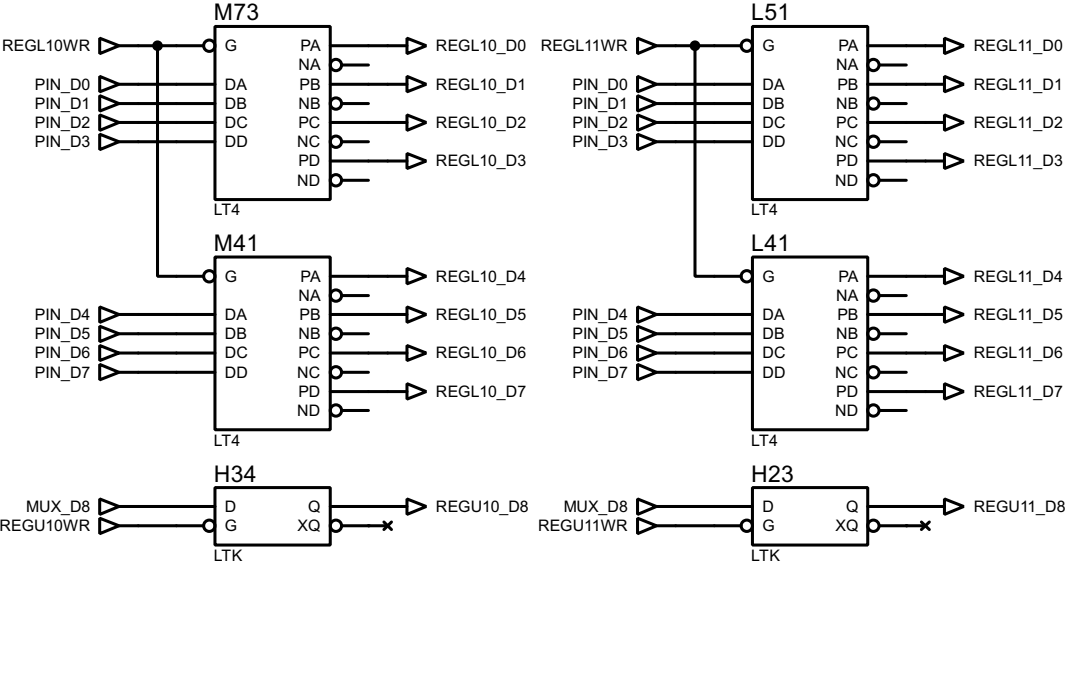 M73 L51
REGL10WR G PA REGL10_D0 REGL11WR G PA REGL11_D0
NA NA
PIN_D0 DA PB REGL10_D1 PIN_D0 DA PB REGL11_D1
PIN_D1 DB NB PIN_D1 DB NB
PIN_D2 DC PC REGL10_D2 PIN_D2 DC PC REGL11_D2
PIN_D3 DD NC PIN_D3 DD NC
PD REGL10_D3 PD REGL11_D3
ND ND
LT4 LT4
M41 L41
G PA REGL10_D4 G PA REGL11_D4
NA NA
PIN_D4 DA PB REGL10_D5 PIN_D4 DA PB REGL11_D5
PIN_D5 DB NB PIN_D5 DB NB
PIN_D6 DC PC REGL10_D6 PIN_D6 DC PC REGL11_D6
PIN_D7 DD NC PIN_D7 DD NC
PD REGL10_D7 PD REGL11_D7
ND ND
LT4 LT4
H34 H23
MUX_D8 D Q REGU10_D8 MUX_D8 D Q REGU11_D8
REGU10WR G XQ REGU11WR G XQ
LTK LTK